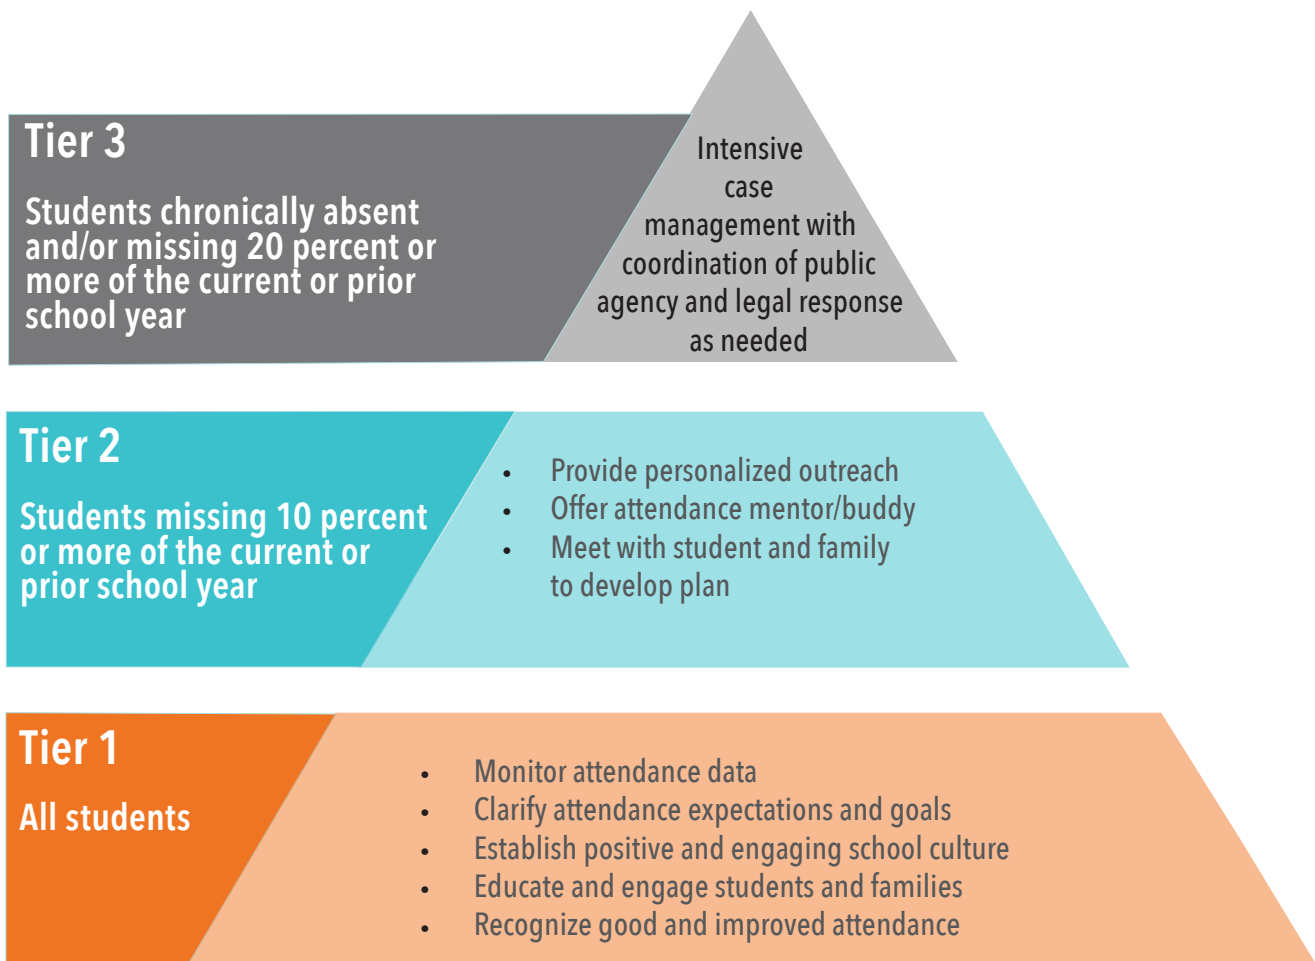 Tier 3
Students chronically absent
and/or missing 20 percent or
more of the current or prior
school year
Intensive
case
management with
coordination of public
agency and legal response
as needed
Tier 2
Students missing 10 percent
or more of the current or
prior school year
• Provide personalized outreach
• Offer attendance mentor/buddy
• Meet with student and family
to develop plan
Tier 1
All students
• Monitor attendance data
• Clarify attendance expectations and goals
• Establish positive and engaging school culture
• Educate and engage students and families
• Recognize good and improved attendance